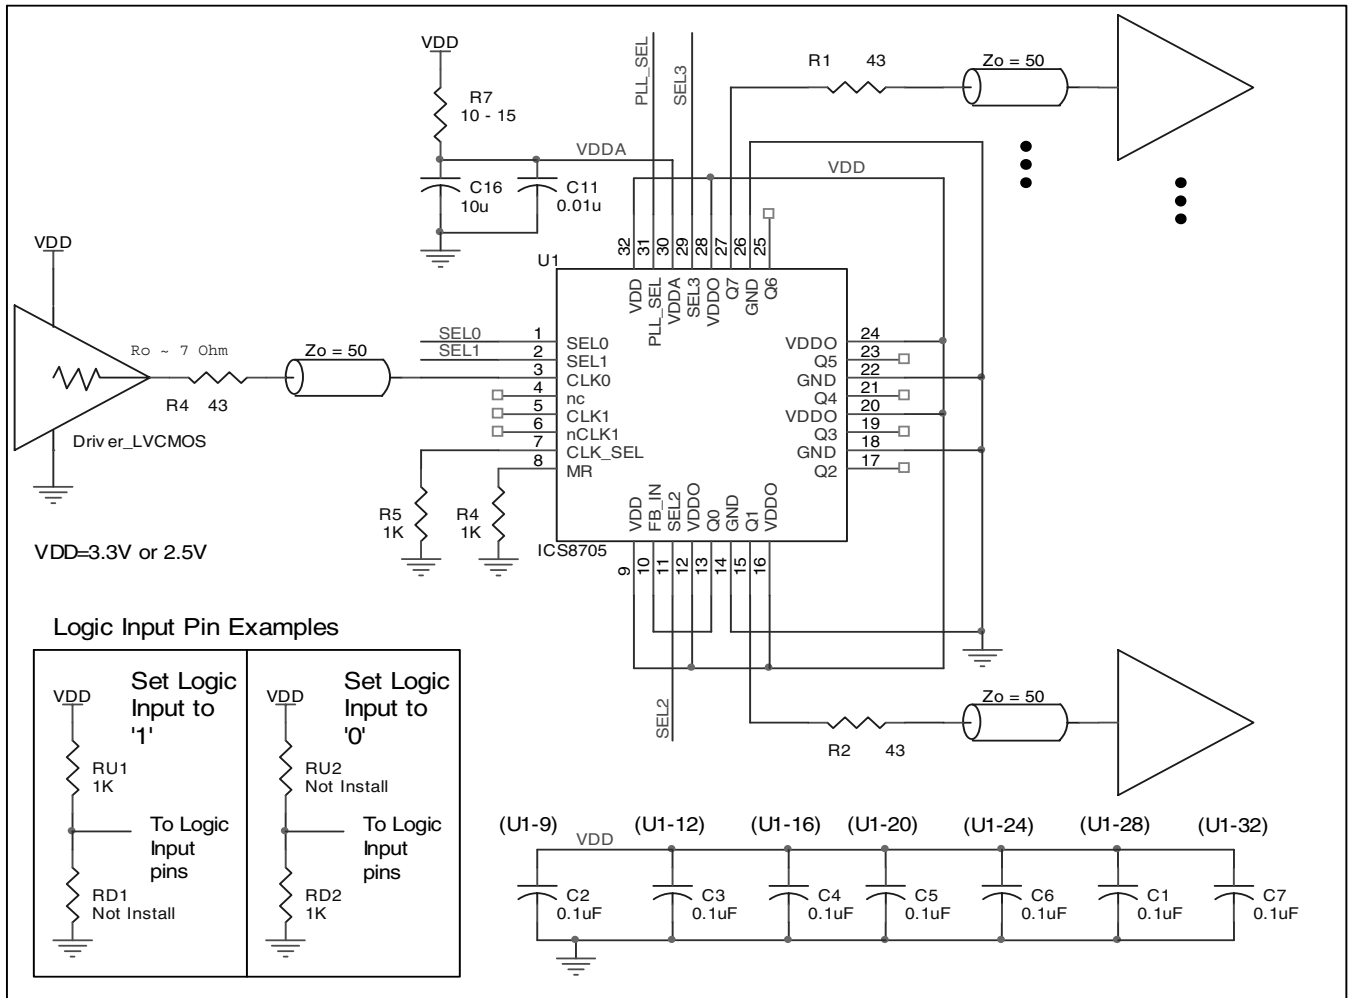 VDD
R7
10 - 15
VDDA
C16
10u
C11
0.01u
PLL_SEL
SEL3
R1 43
Zo = 50
VDD
32
31
30
29
28
27
26
25
U1
VDD
PLL_SEL
VDDA
SEL3
VDDO
Q7
GND
Q6
VDD
Ro ~ 7 Ohm
Zo = 50
R4 43
Driver_LVCMOS
SEL0
SEL1
1 SEL0
2 SEL1
3 CLK0
4 nc
5 CLK1
6 nCLK1
7 CLK_SEL
8 MR
24 VDDO
23 Q5
22 GND
21 Q4
20 VDDO
19 Q3
18 GND
17 Q2
R5
1K
R4
1K
VDD
FB_IN
SEL2
VDDO
Q0
GND
Q1
VDDO
ICS8705
9
10
11
12
13
14
15
16
SEL2
VDD=3.3V or 2.5V
R2 43
Zo = 50
Logic Input Pin Examples
VDD
Set Logic
Input to
'1'
RU1
1K
To Logic
Input
pins
RD1
Not Install
VDD
Set Logic
Input to
'0'
RU2
Not Install
To Logic
Input
pins
RD2
1K
(U1-9) (U1-12) (U1-16) (U1-20) (U1-24) (U1-28) (U1-32)
VDD
C2
0.1uF
C3
0.1uF
C4
0.1uF
C5
0.1uF
C6
0.1uF
C1
0.1uF
C7
0.1uF